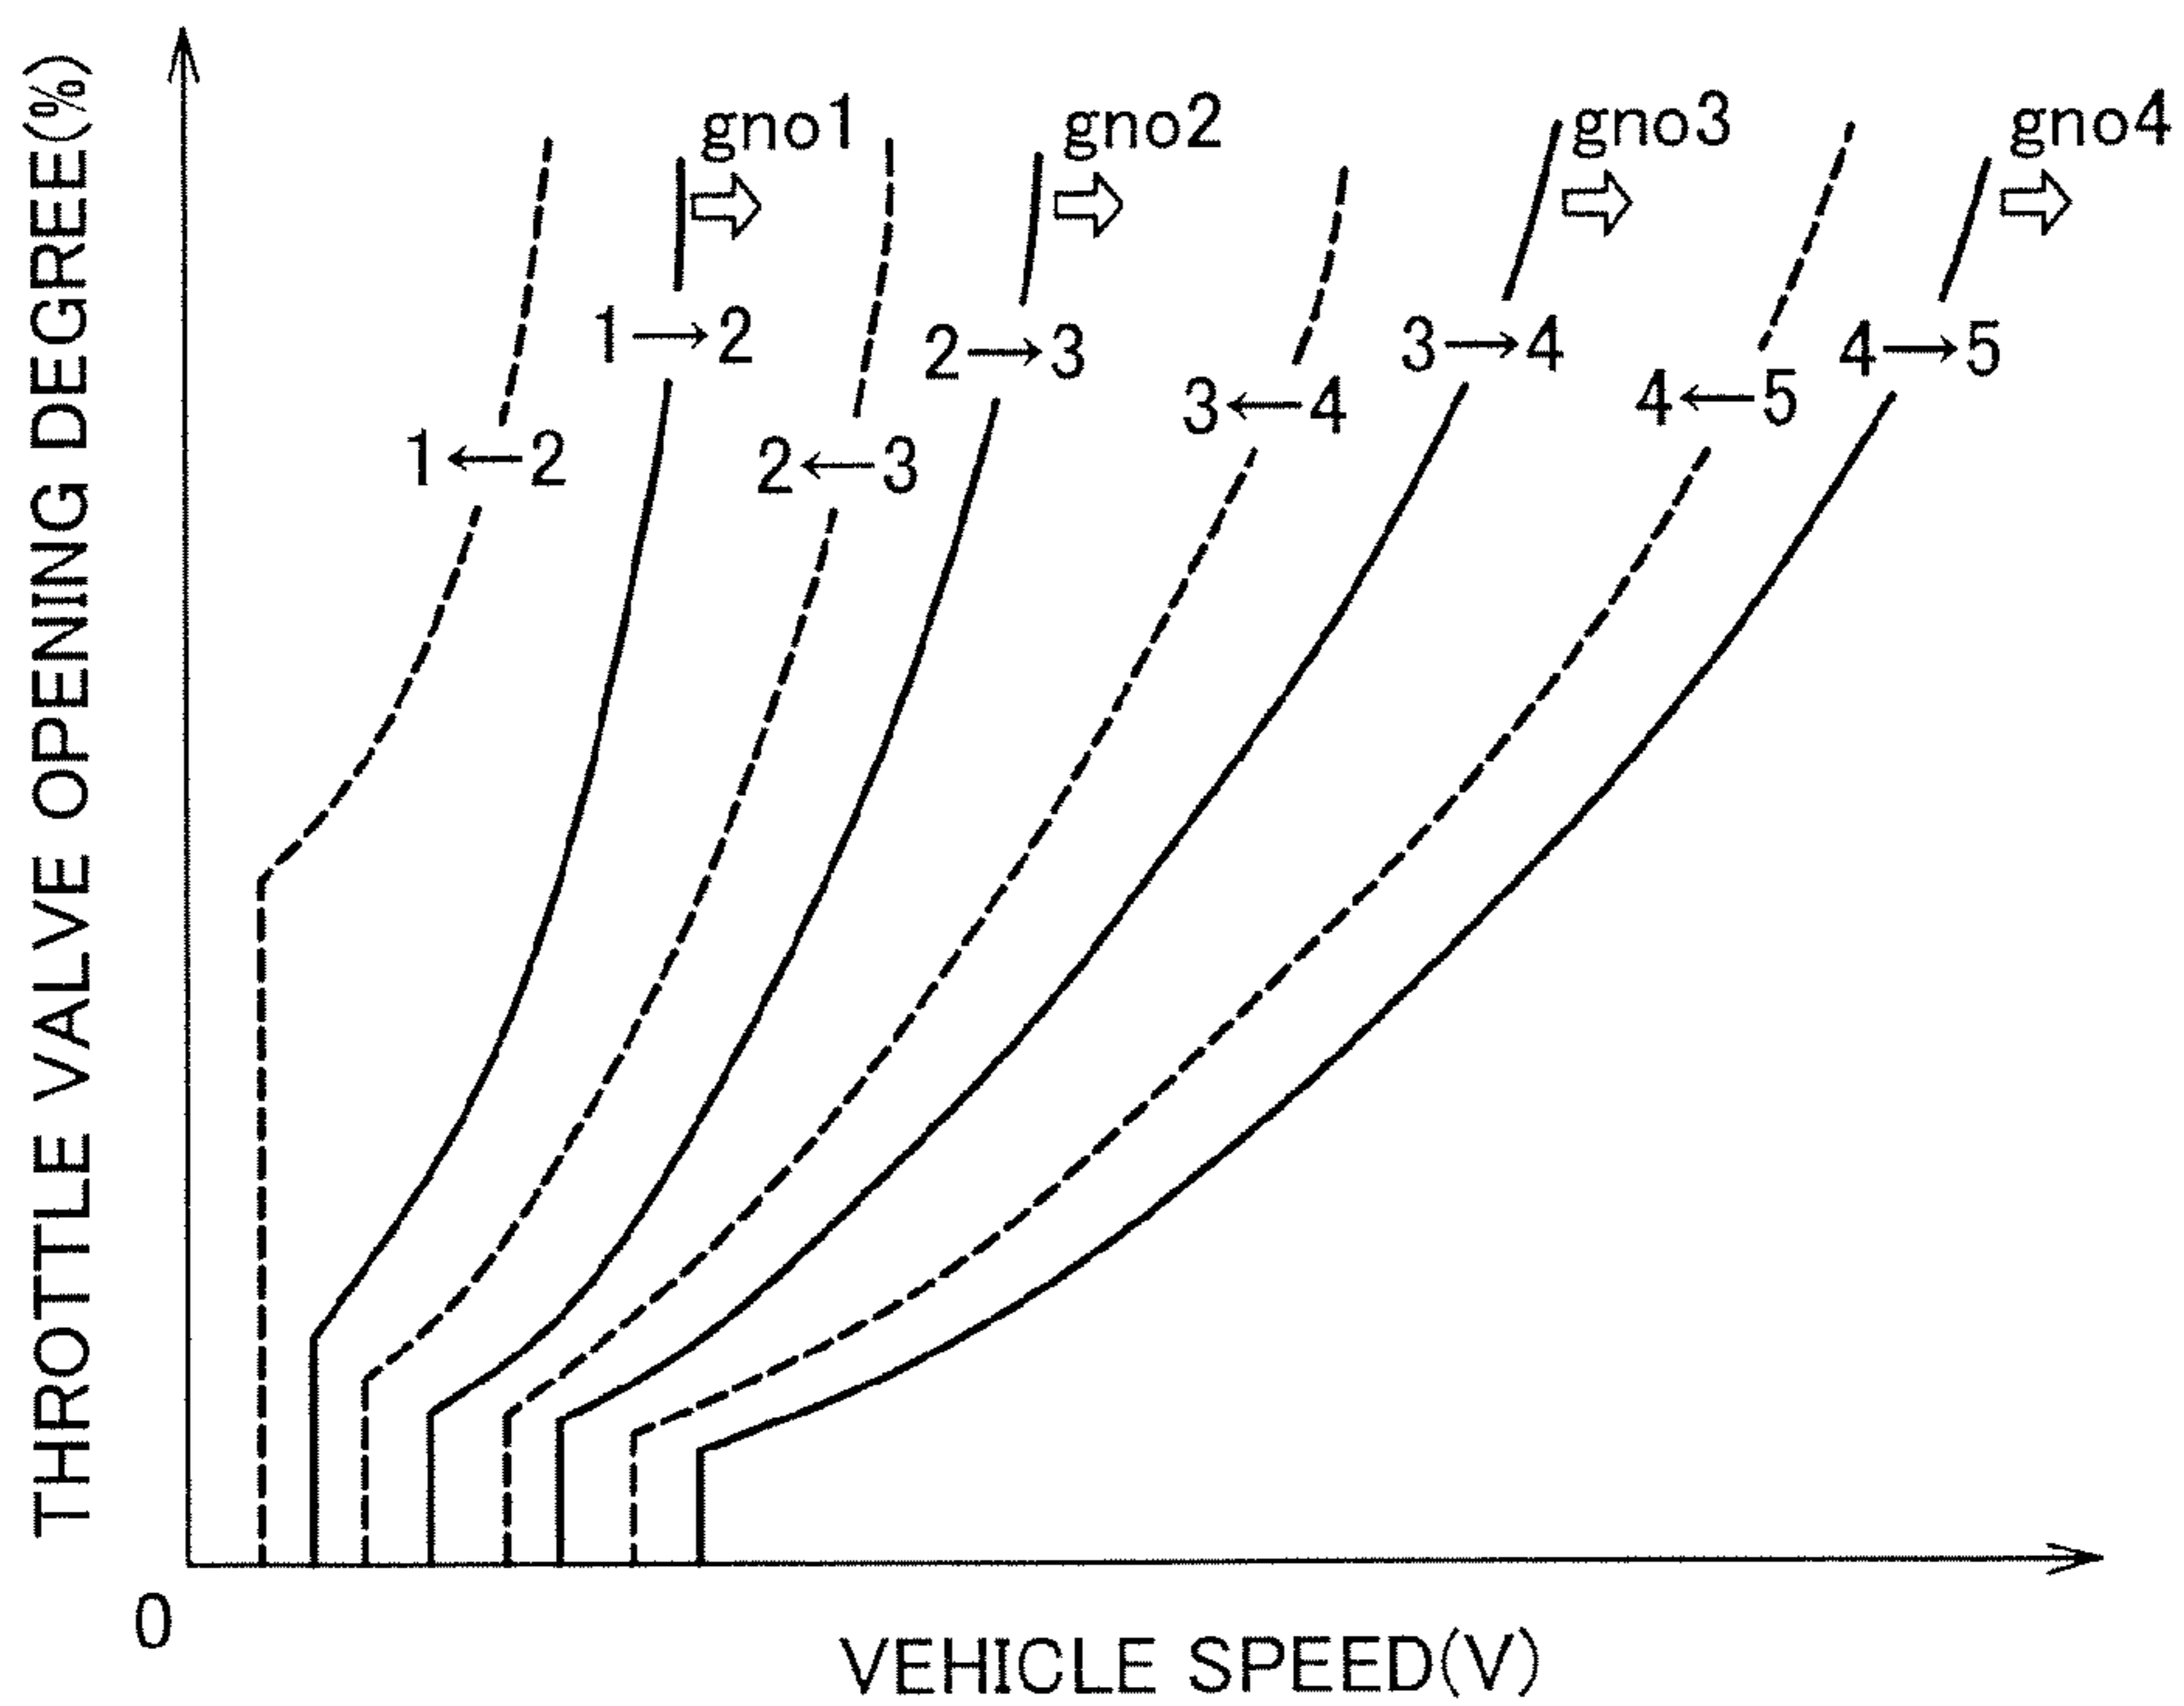 THROTTLE VALVE OPENING DEGREE(%)
gno1
gno2
gno3
gno4
1→2
2→3
3→4
4→5
1←2
2←3
3←4
4←5
0
VEHICLE SPEED(V)